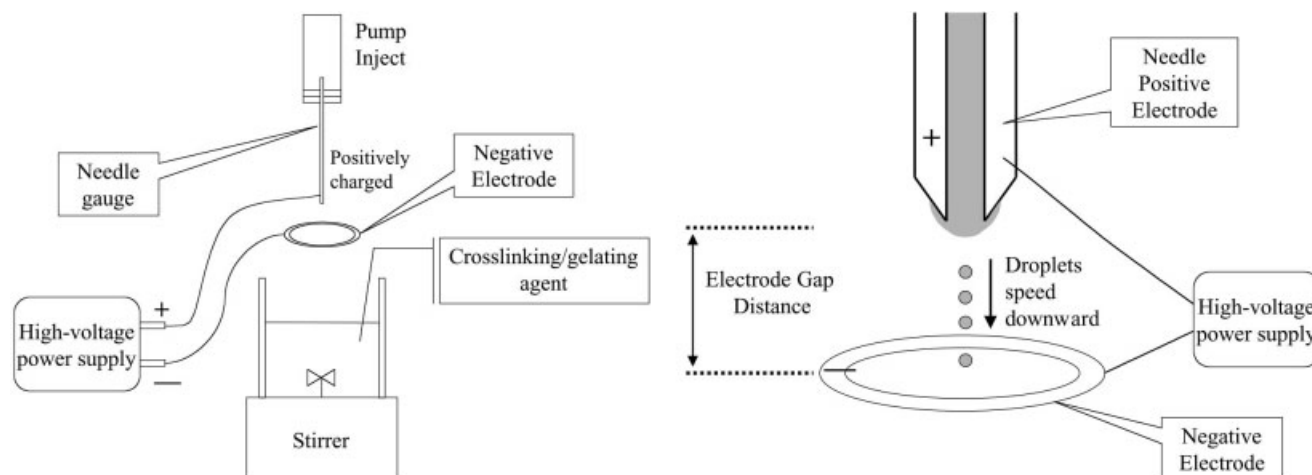 Pump
Inject
Needle
gauge
Positively
charged
Negative
Electrode
Crosslinking/gelating
agent
High-voltage
power supply
+
—
Stirrer
Needle
Positive
Electrode
+
Electrode Gap
Distance
Droplets
speed
downward
High-voltage
power supply
Negative
Electrode